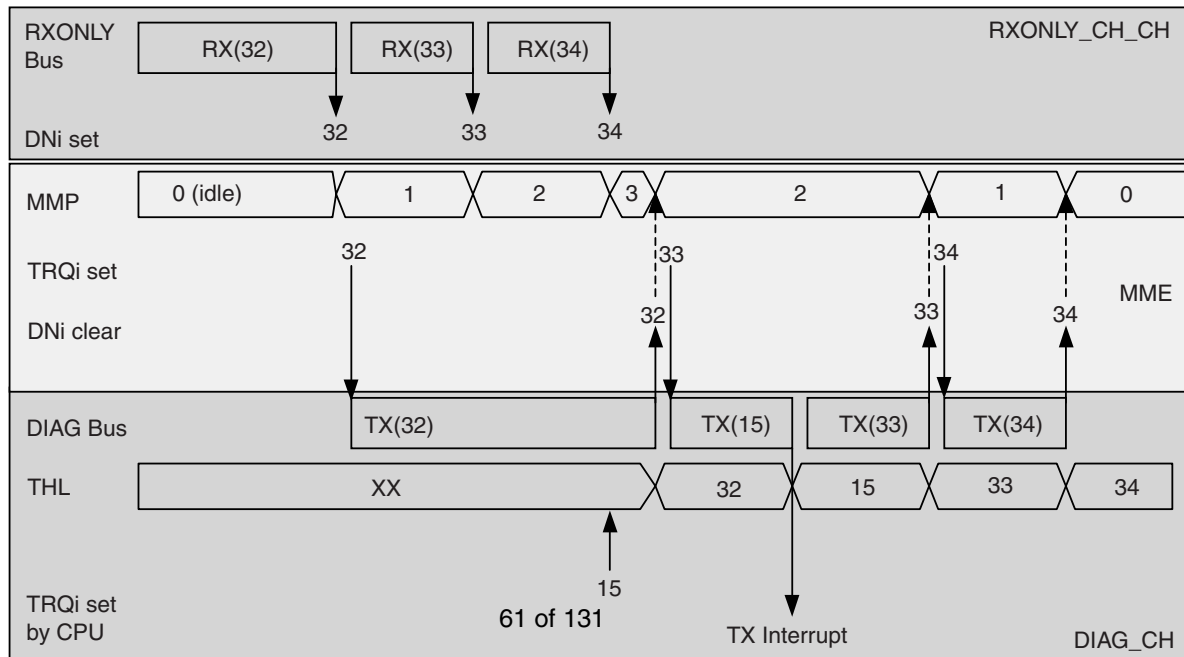 RXONLY
Bus
RX(32)
RX(33)
RX(34)
RXONLY_CH_CH
DNi set
32
33
34
MMP
0 (idle)
1
2
3
2
1
0
TRQi set
32
33
34
MME
DNi clear
32
33
34
DIAG Bus
TX(32)
TX(15)
TX(33)
TX(34)
THL
XX
32
15
33
34
15
61 of 131
TRQi set
by CPU
TX Interrupt
DIAG_CH